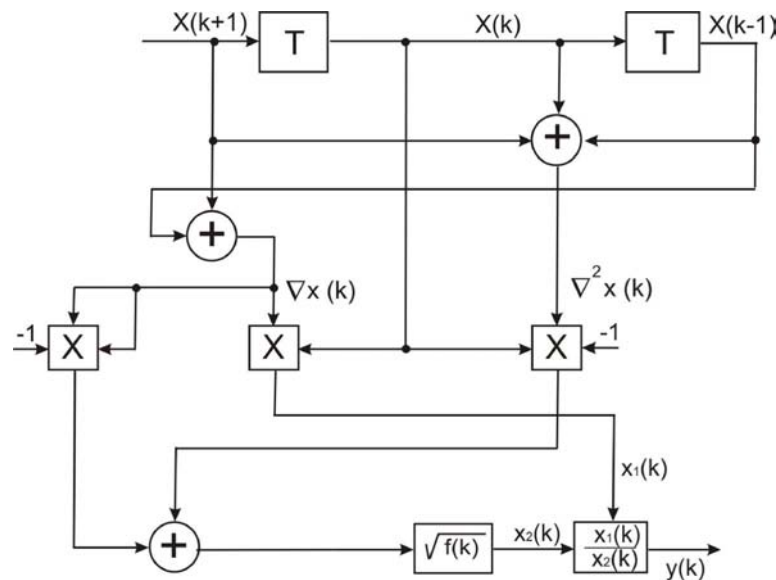 X(k+1)
T
X(k)
T
X(k-1)
+
+
∇x (k)
∇² x (k)
-1
X
X
X
-1
x₁(k)
+
√f(k)
x₂(k)
x₁(k)
x₂(k)
y(k)